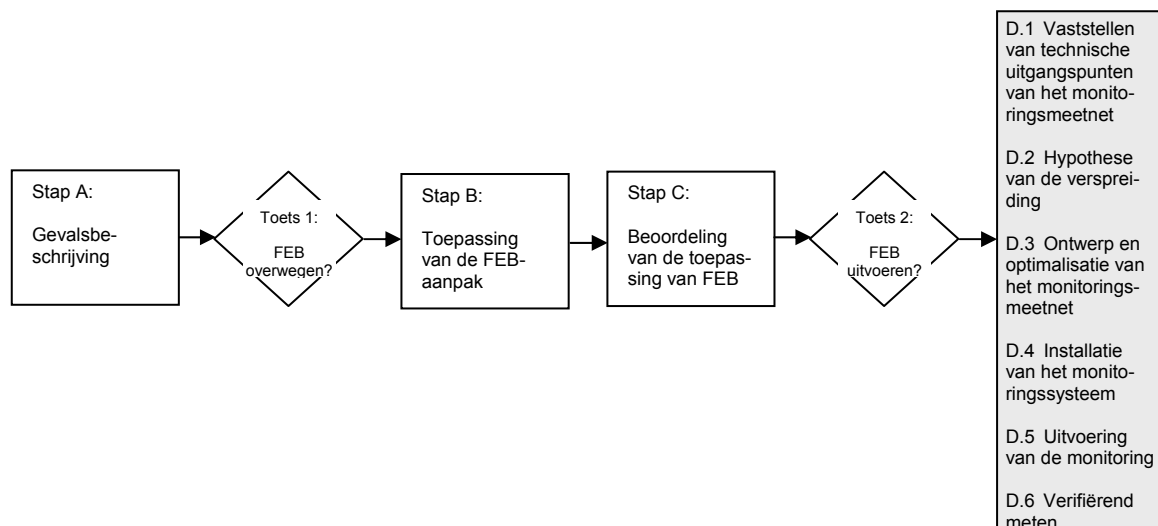 Stap A:
Gevalsbe-
schrijving
Toets 1:
FEB
overwegen?
Stap B:
Toepassing
van de FEB-
aanpak
Stap C:
Beoordeling
van de toepas-
sing van FEB
Toets 2:
FEB
uitvoeren?
D.1 Vaststellen
van technische
uitgangspunten
van het monito-
ringsmeetnet
D.2 Hypothese
van de versprei-
ding
D.3 Ontwerp en
optimalisatie van
het monitorings-
meetnet
D.4 Installatie
van het monito-
ringssysteem
D.5 Uitvoering
van de monitoring
D.6 Verifiërend
meten